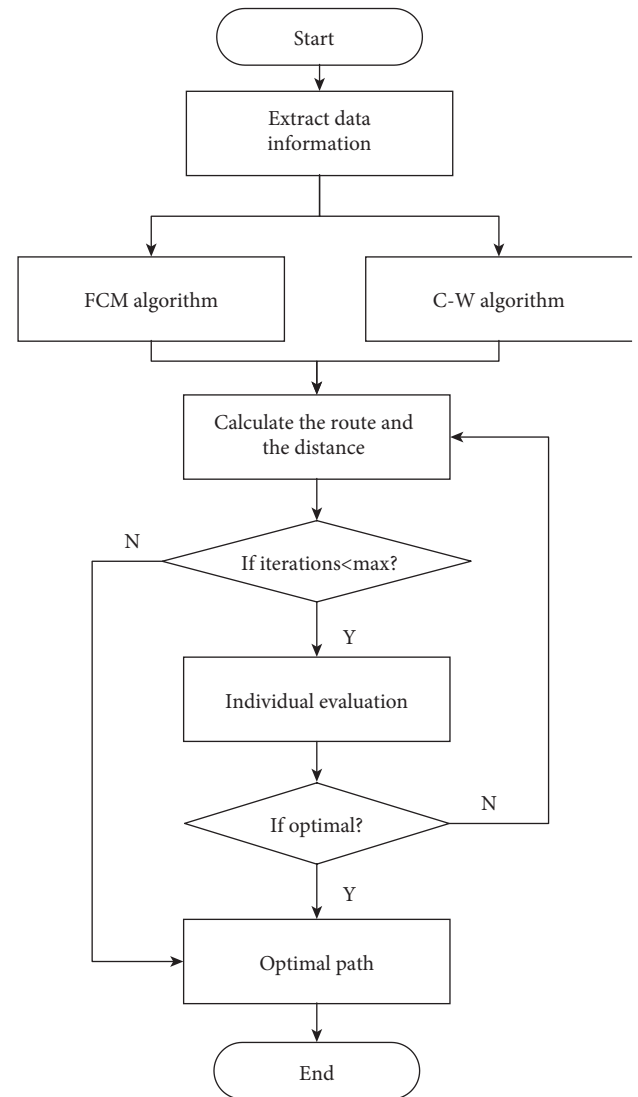 Start
Extract data
information
FCM algorithm
C-W algorithm
Calculate the route and
the distance
N
If iterations<max?
Y
Individual evaluation
If optimal?
N
Y
Optimal path
End